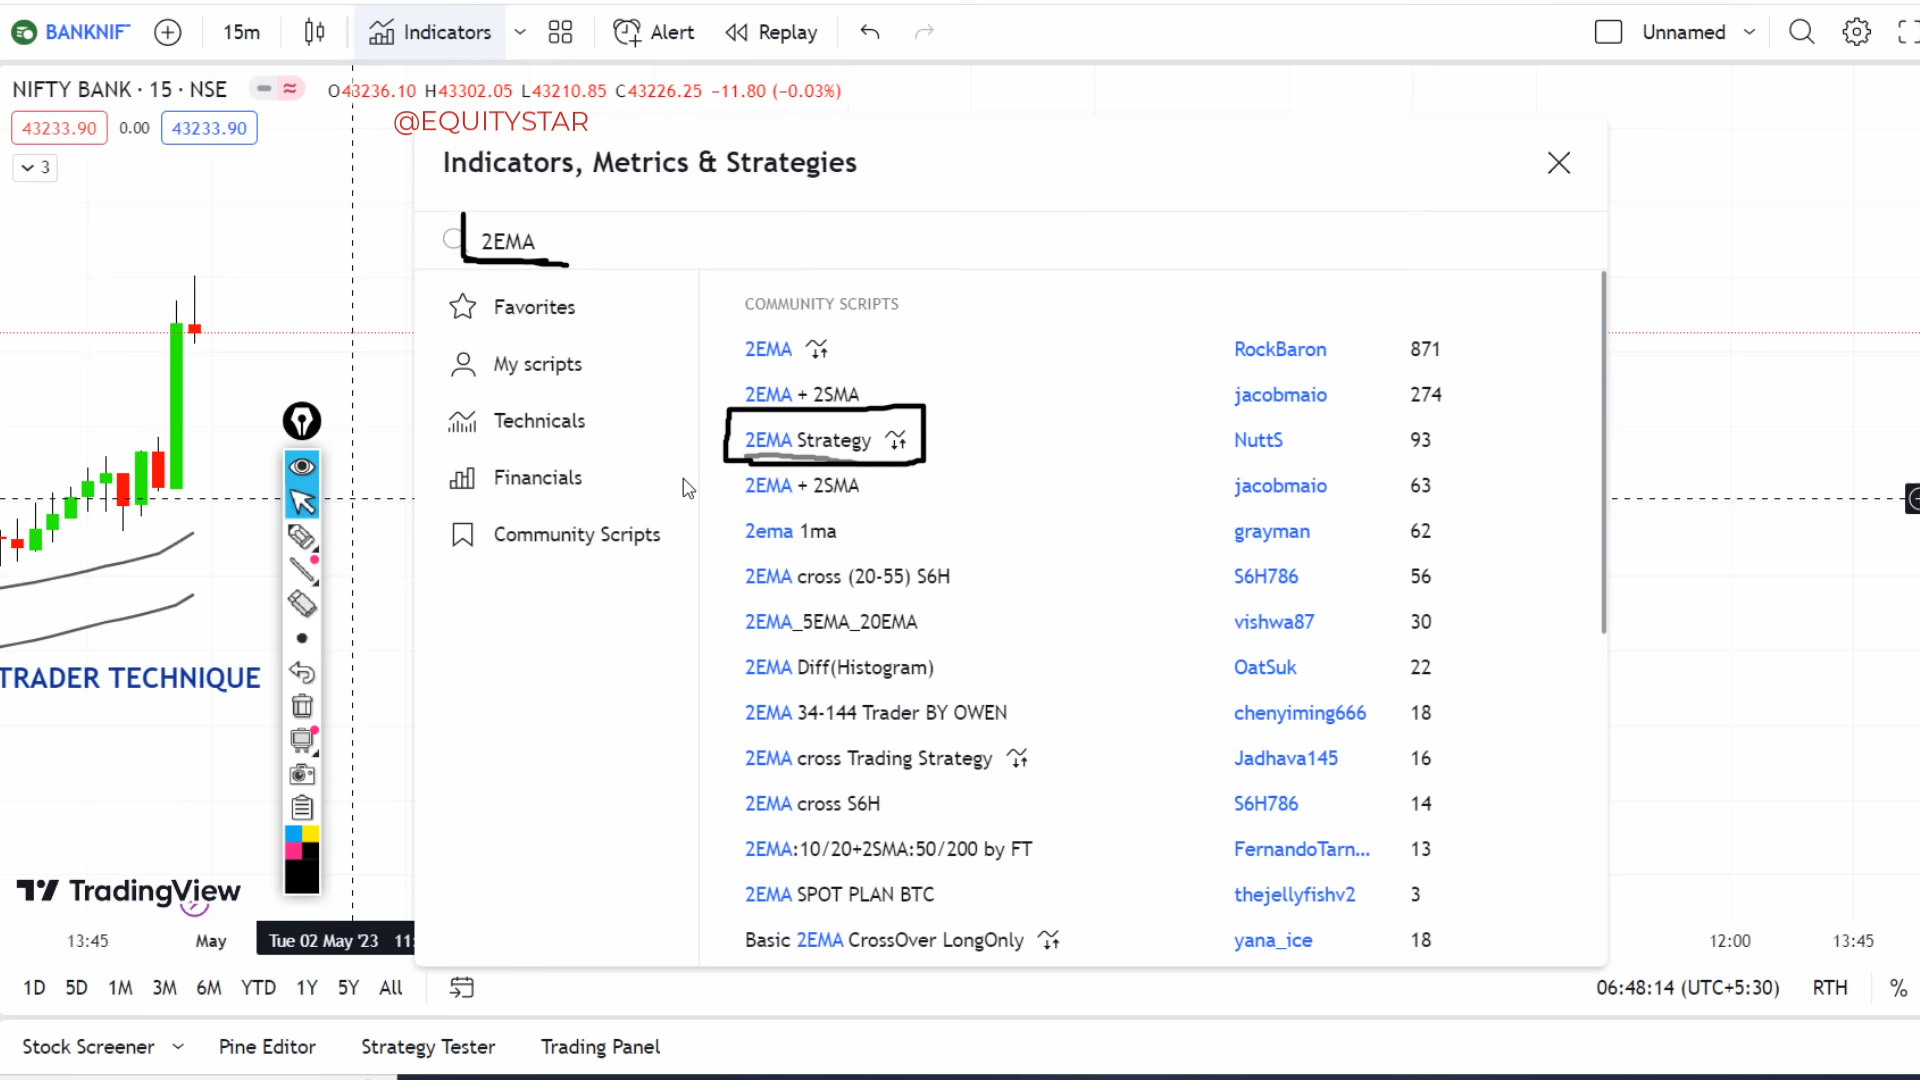 BANKNIFT
15m
Indicators
Alert
Replay
Unnamed
NIFTY BANK · 15 · NSE
O43236.10 H43302.05 L43210.85 C43226.25 −11.80 (−0.03%)
43233.90 0.00 43233.90
@EQUITYSTAR
3
Indicators, Metrics & Strategies
2EMA
Favorites
My scripts
Technicals
Financials
Community Scripts
COMMUNITY SCRIPTS
2EMA RockBaron 871
2EMA + 2SMA jacobmaio 274
2EMA Strategy NuttS 93
2EMA + 2SMA jacobmaio 63
2ema 1ma grayman 62
2EMA cross (20-55) S6H S6H786 56
2EMA_5EMA_20EMA vishwa87 30
2EMA Diff(Histogram) OatSuk 22
2EMA 34-144 Trader BY OWEN chenyiming666 18
2EMA cross Trading Strategy Jadhava145 16
2EMA cross S6H S6H786 14
2EMA:10/20+2SMA:50/200 by FT FernandoTarn... 13
2EMA SPOT PLAN BTC thejellyfishv2 3
Basic 2EMA CrossOver LongOnly yana_ice 18
TRADER TECHNIQUE
TradingView
13:45 May Tue 02 May '23 11: 12:00 13:45
1D 5D 1M 3M 6M YTD 1Y 5Y All
06:48:14 (UTC+5:30) RTH %
Stock Screener Pine Editor Strategy Tester Trading Panel